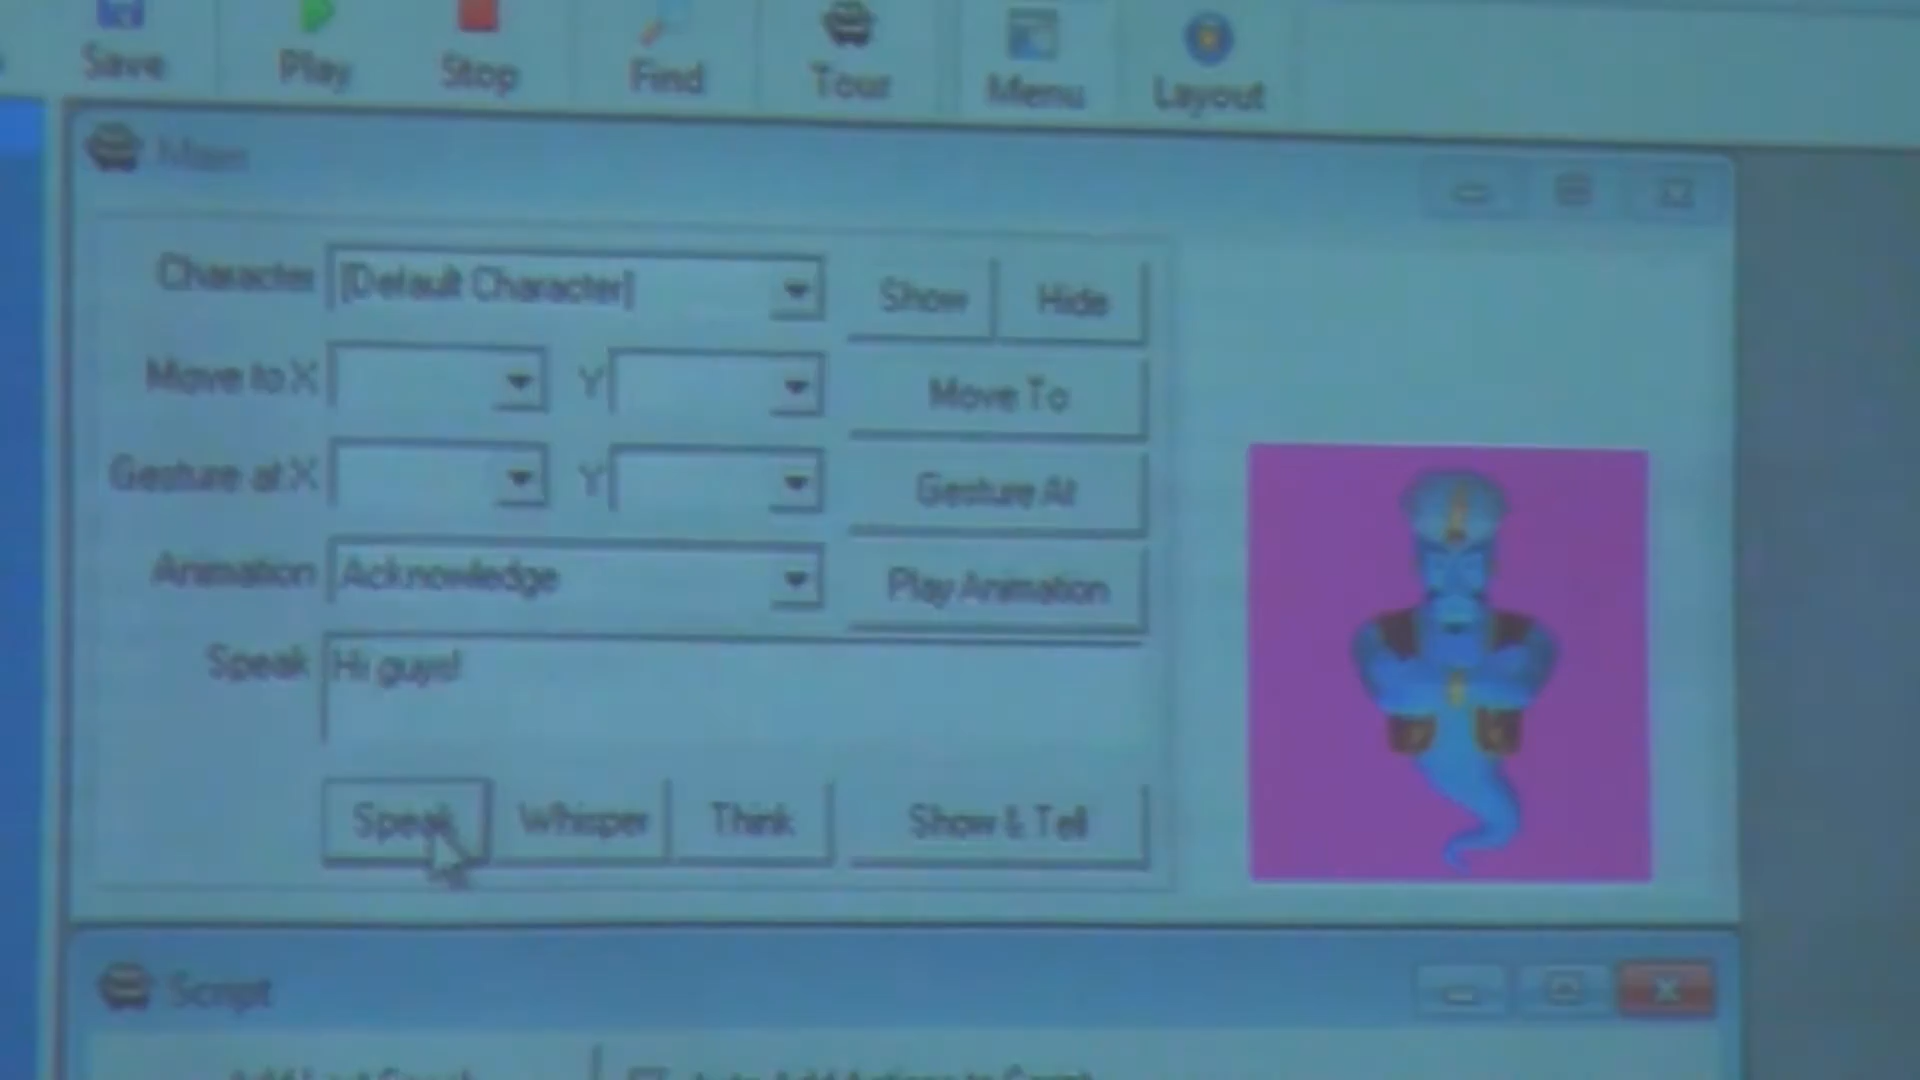 Save Play Stop Find Tour Menu Layout
Main
Character [Default Character] Show Hide
Move to X Y Move To
Gesture at X Y Gesture At
Animation Acknowledge Play Animation
Speak Hi guys!
Speak Whisper Think Show & Tell
Script